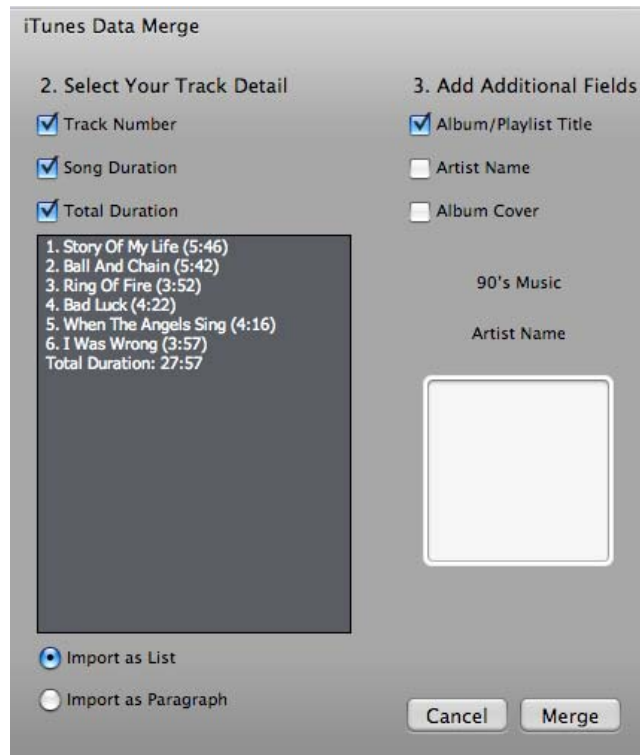 iTunes Data Merge
2. Select Your Track Detail
Track Number
Song Duration
Total Duration
1. Story Of My Life (5:46)
2. Ball And Chain (5:42)
3. Ring Of Fire (3:52)
4. Bad Luck (4:22)
5. When The Angels Sing (4:16)
6. I Was Wrong (3:57)
Total Duration: 27:57
Import as List
Import as Paragraph
3. Add Additional Fields
Album/Playlist Title
Artist Name
Album Cover
90's Music
Artist Name
Cancel
Merge